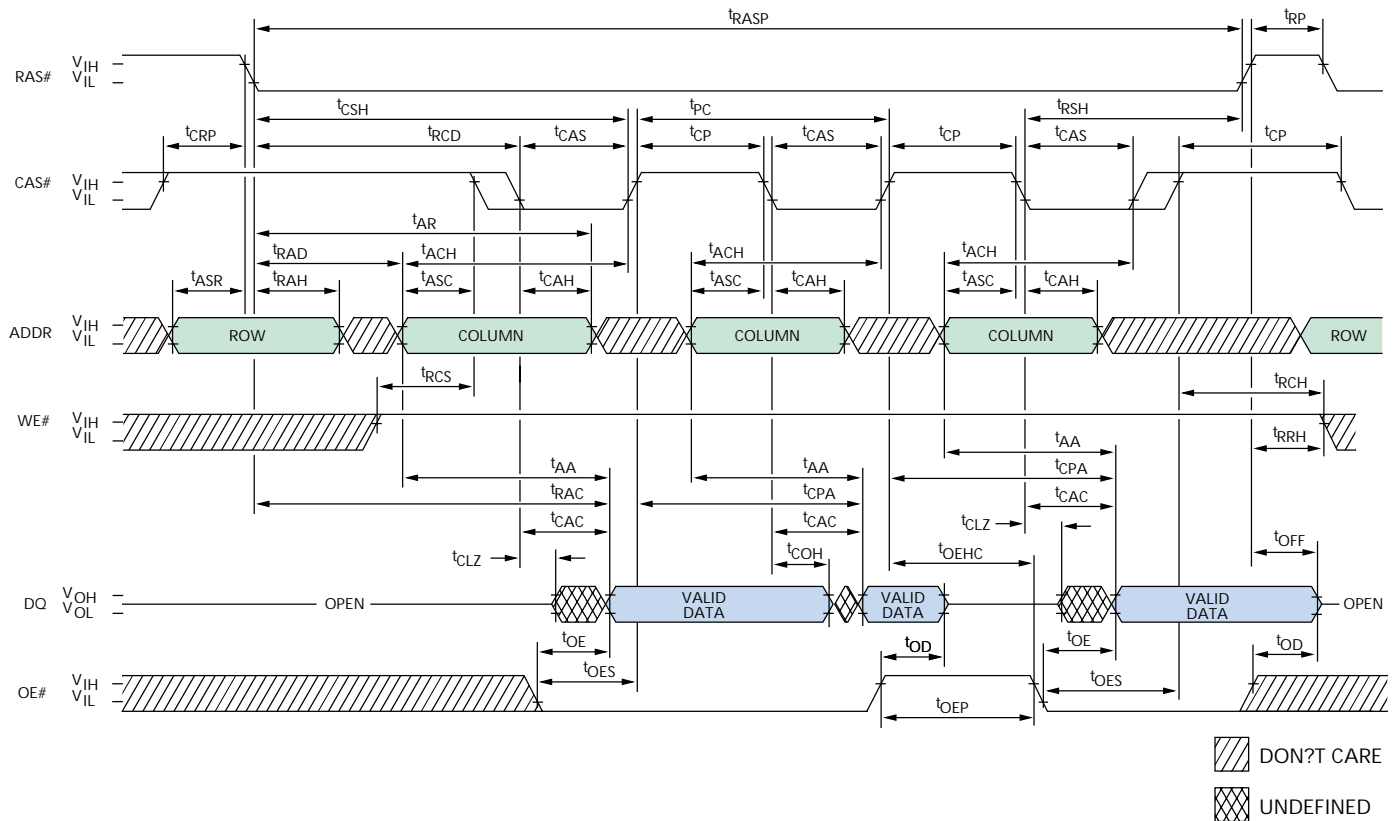 tRASP tRP
RAS# VIH
VIL
tCSH tPC tRSH
tCRP tRCD tCAS tCP tCAS tCP tCAS tCP
CAS# VIH
VIL
tAR
tRAD tACH tACH tACH
tASR tRAH tASC tCAH tASC tCAH tASC tCAH
ADDR VIH
VIL
ROW COLUMN COLUMN COLUMN ROW
tRCS tRCH
WE# VIH
VIL
tRRH
tAA tAA tAA
tRAC tCPA tCPA
tCAC tCAC tCAC
tCLZ tCOH tOEHC tCLZ tOFF
DQ VOH
VOL
OPEN VALID DATA VALID DATA VALID DATA OPEN
tOE tOD tOE tOD
tOES tOES
OE# VIH
VIL
tOEP
DON?T CARE
UNDEFINED